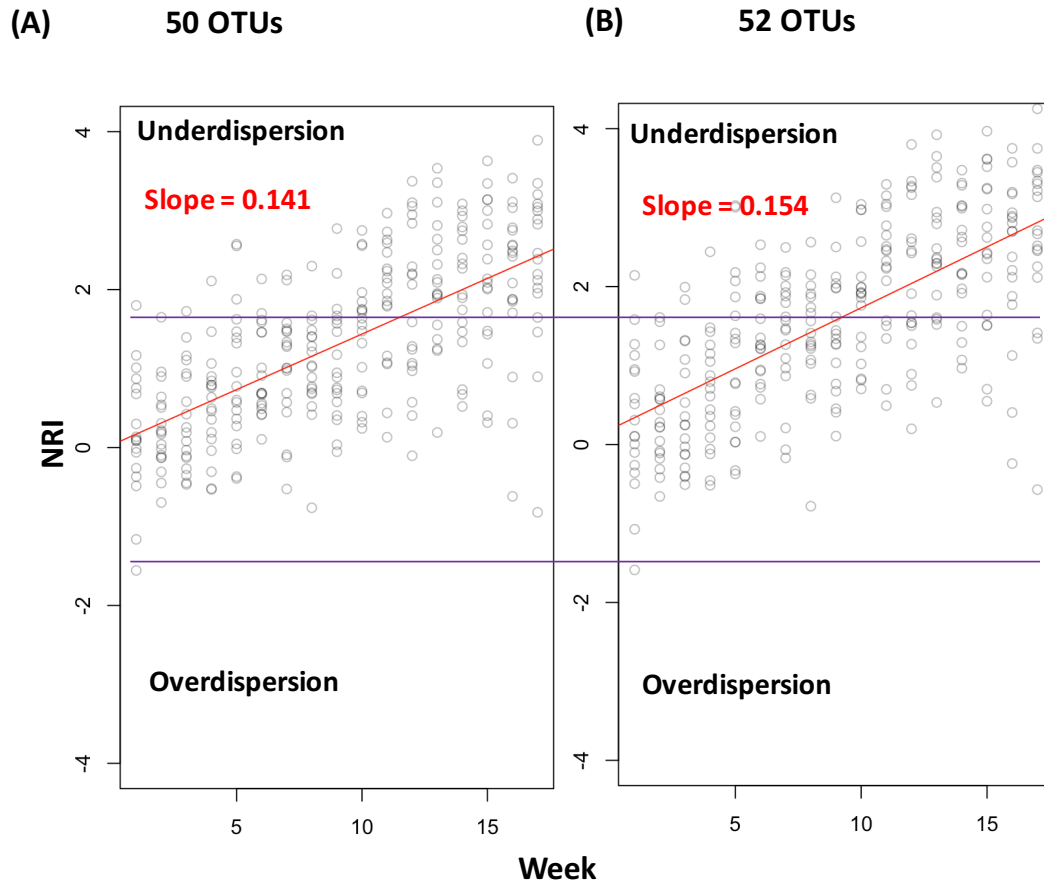 (A) 50 OTUs
(B) 52 OTUs
4
Underdispersion
Slope = 0.141
2
NRI
0
-2
Overdispersion
-4
5 10 15
4
Underdispersion
Slope = 0.154
2
0
-2
Overdispersion
-4
5 10 15
Week